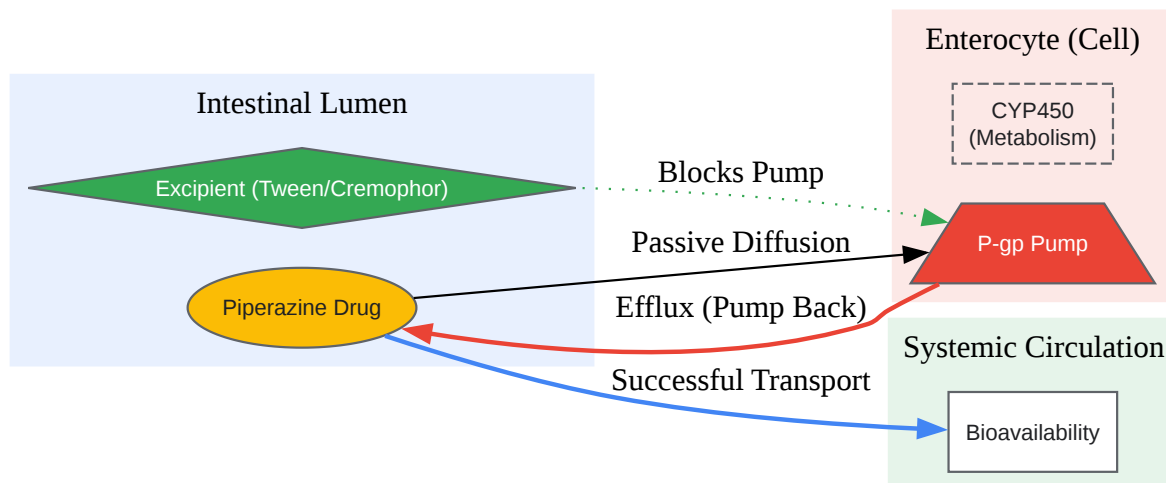 Enterocyte (Cell)
Intestinal Lumen
CYP450
(Metabolism)
Excipient (Tween/Cremophor)
Blocks Pump
P-gp Pump
Passive Diffusion
Piperazine Drug
Efflux (Pump Back)
Systemic Circulation
Successful Transport
Bioavailability